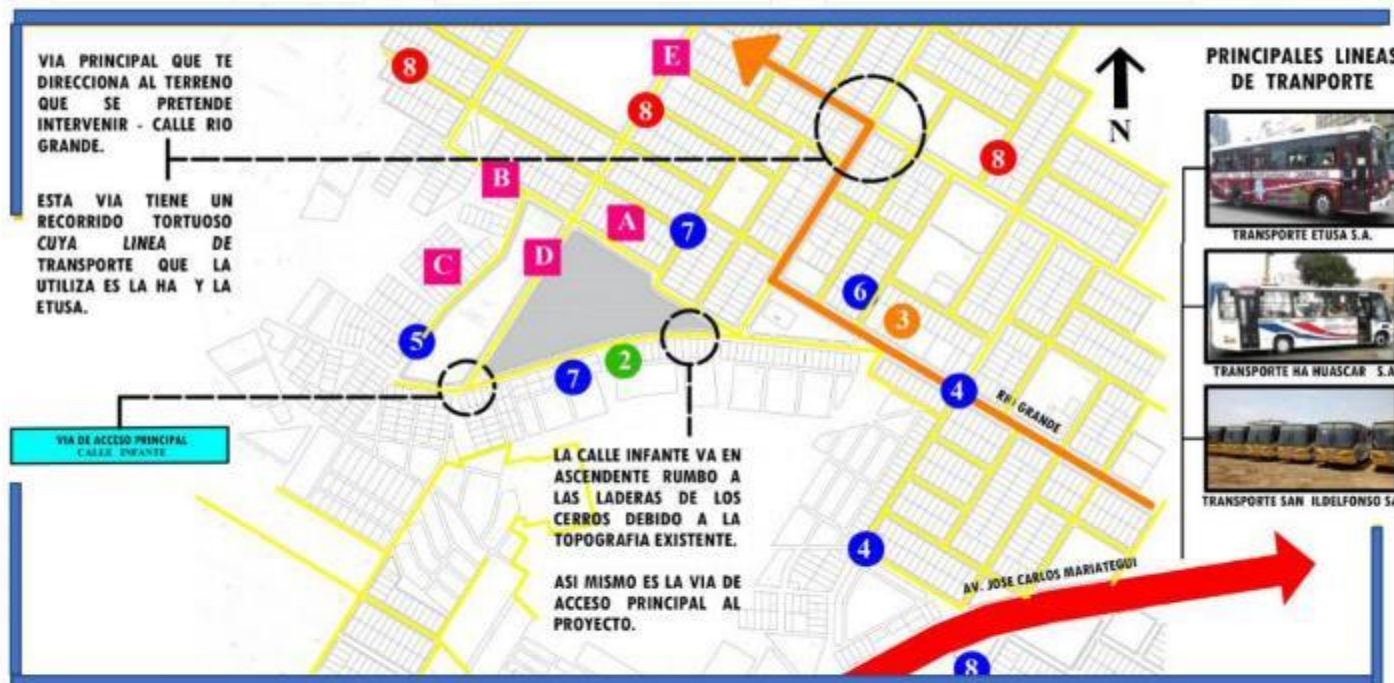 VIA PRINCIPAL QUE TE
DIRECCIONA AL TERRENO
QUE SE PRETENDE
INTERVENIR - CALLE RIO
GRANDE.
ESTA VIA TIENE UN
RECORRIDO TORTUOSO
CUYA LINEA DE
TRANSPORTE QUE LA
UTILIZA ES LA HA Y LA
ETUSA.
VIA DE ACCESO PRINCIPAL
CALLE INFANTE
8
E
8
8
B
A
7
C
D
6
3
5
7
2
4
RIO GRANDE
LA CALLE INFANTE VA EN
ASCENDENTE RUMBO A
LAS LADERAS DE LOS
CERROS DEBIDO A LA
TOPOGRAFIA EXISTENTE.
ASI MISMO ES LA VIA DE
ACCESO PRINCIPAL AL
PROYECTO.
4
AV. JOSE CARLOS MARIATEGUI
8
N
PRINCIPALES LINEAS
DE TRANPORTE
TRANSPORTE ETUSA S.A.
TRANSPORTE HA HUASCAR S.A
TRANSPORTE SAN ILDELFONSO SA